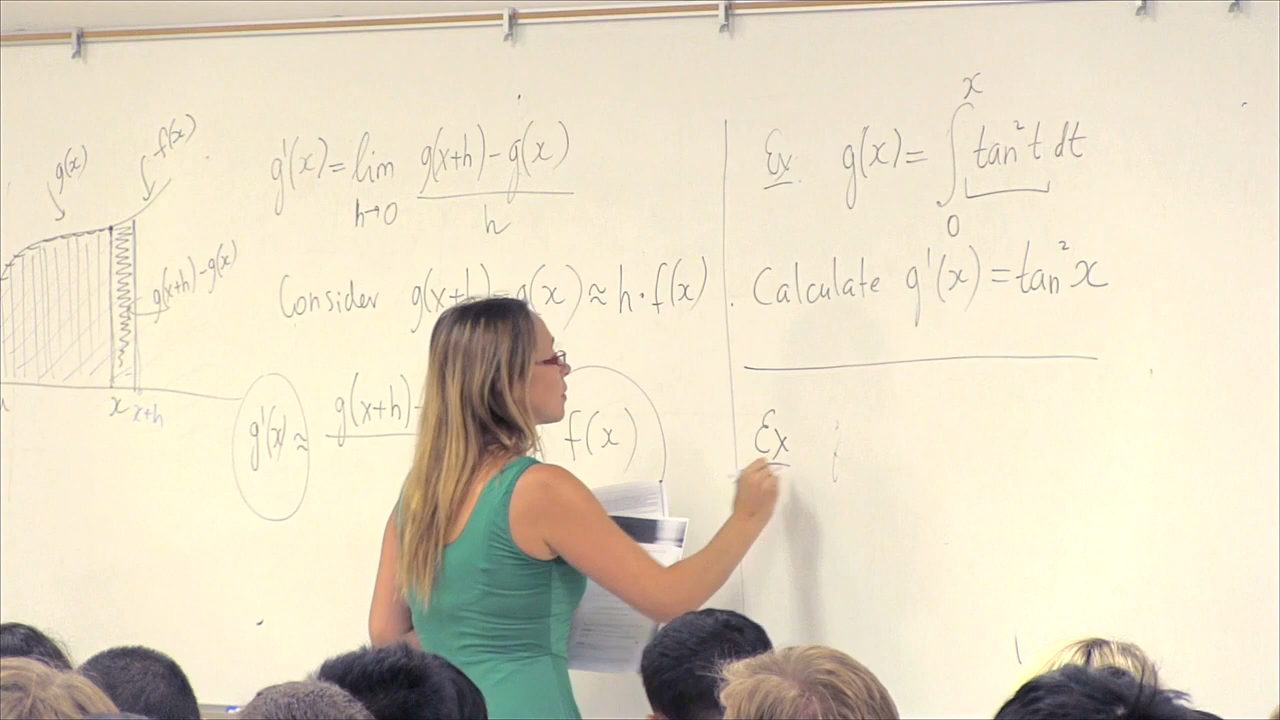 g(x)
f(x)
g(x+h)-g(x)
x x+h
g'(x) = lim h→0 g(x+h)-g(x) / h
Consider g(x+h)-g(x) ≈ h·f(x)
g'(x) ≈ g(x+h)- f(x)
Ex. g(x) = ∫₀ˣ tan²t dt
Calculate g'(x) = tan²x
Ex